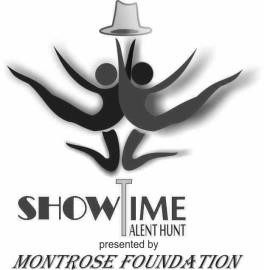 SHOWTIME
TALENT HUNT
presented by
MONTROSE FOUNDATION